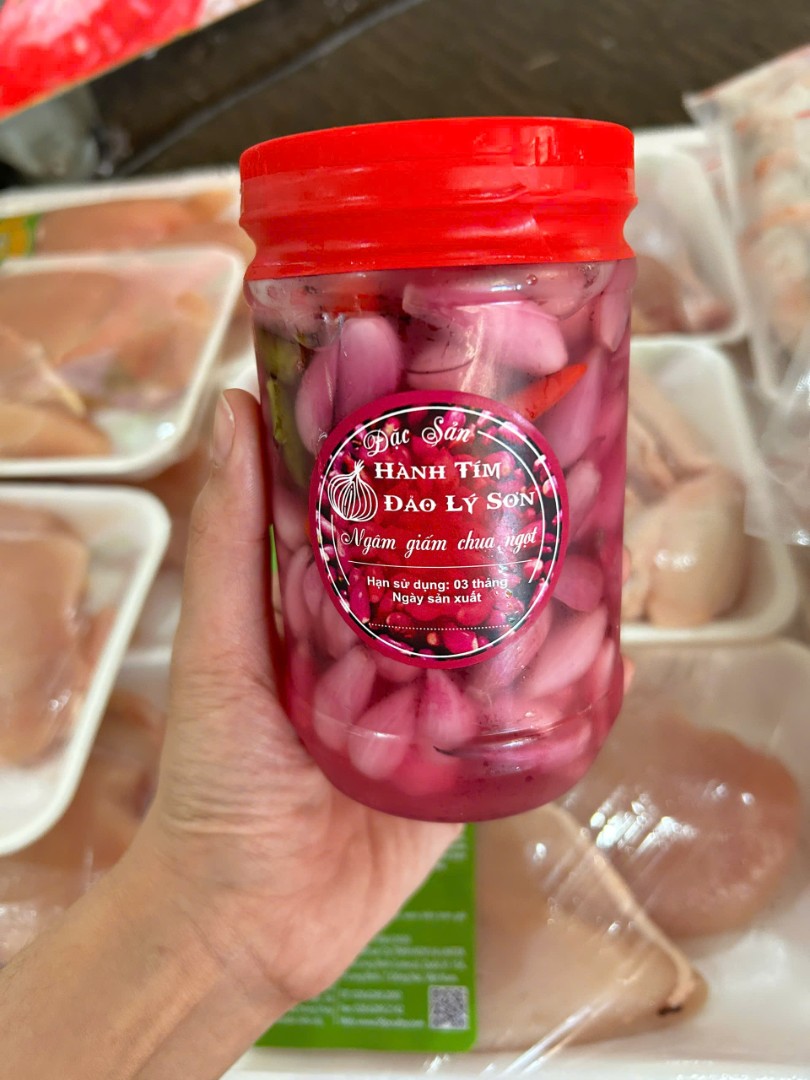 Đặc Sản
HÀNH TÍM
ĐẢO LÝ SƠN
Ngâm giấm chua ngọt
Hạn sử dụng: 03 tháng
Ngày sản xuất